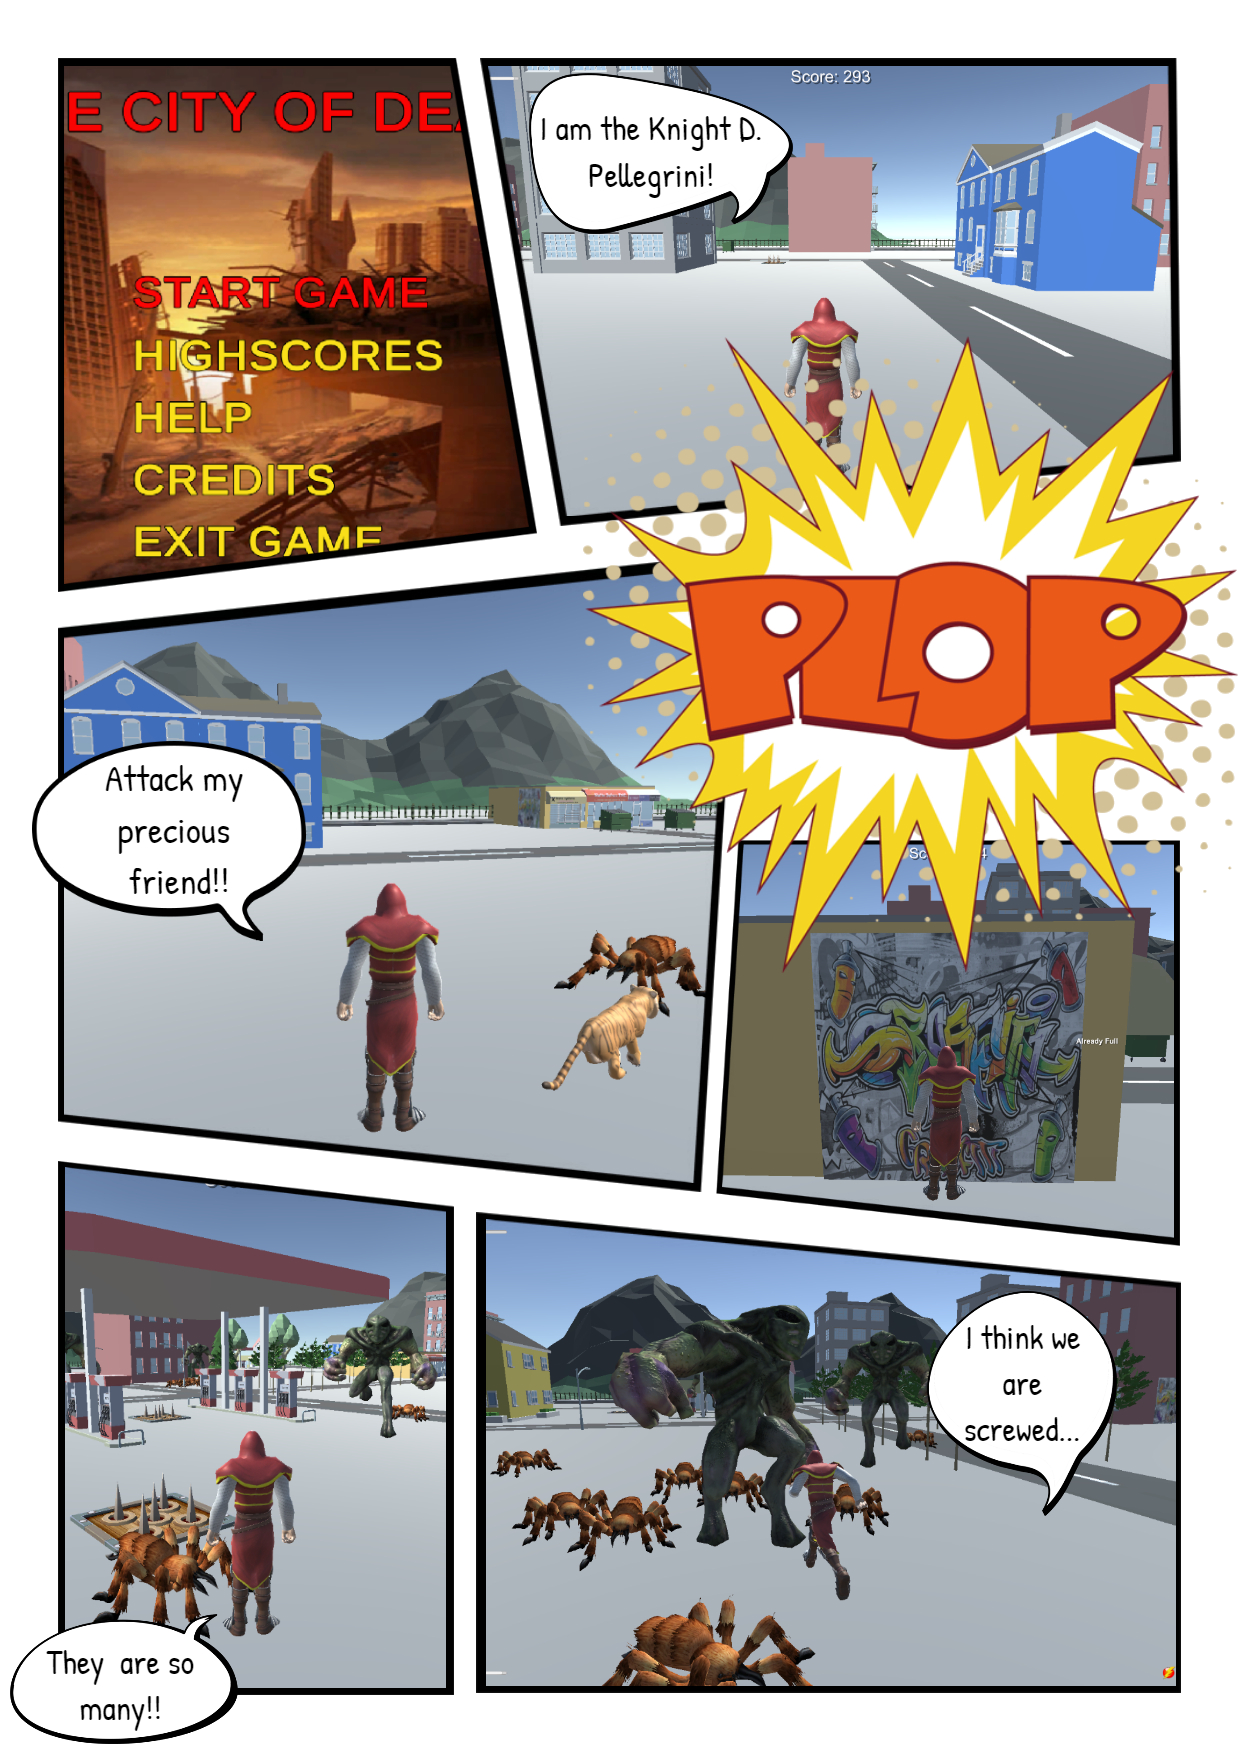 E CITY OF DEA
START GAME
HIGHSCORES
HELP
CREDITS
EXIT GAME
Score: 293
I am the Knight D.
Pellegrini!
PLOP
Attack my
precious
friend!!
Already Full
They are so
many!!
I think we
are
screwed...